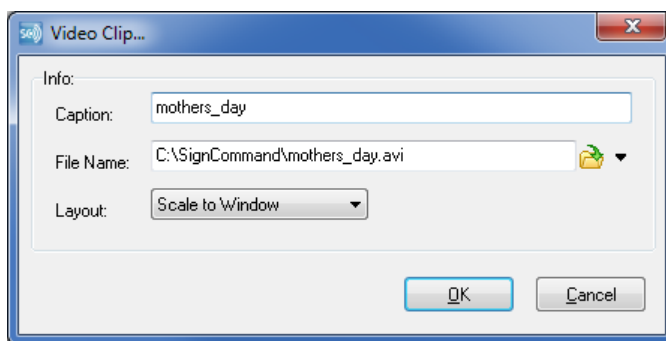 Video Clip...
Info:
Caption: mothers_day
File Name: C:\SignCommand\mothers_day.avi
Layout: Scale to Window
OK Cancel